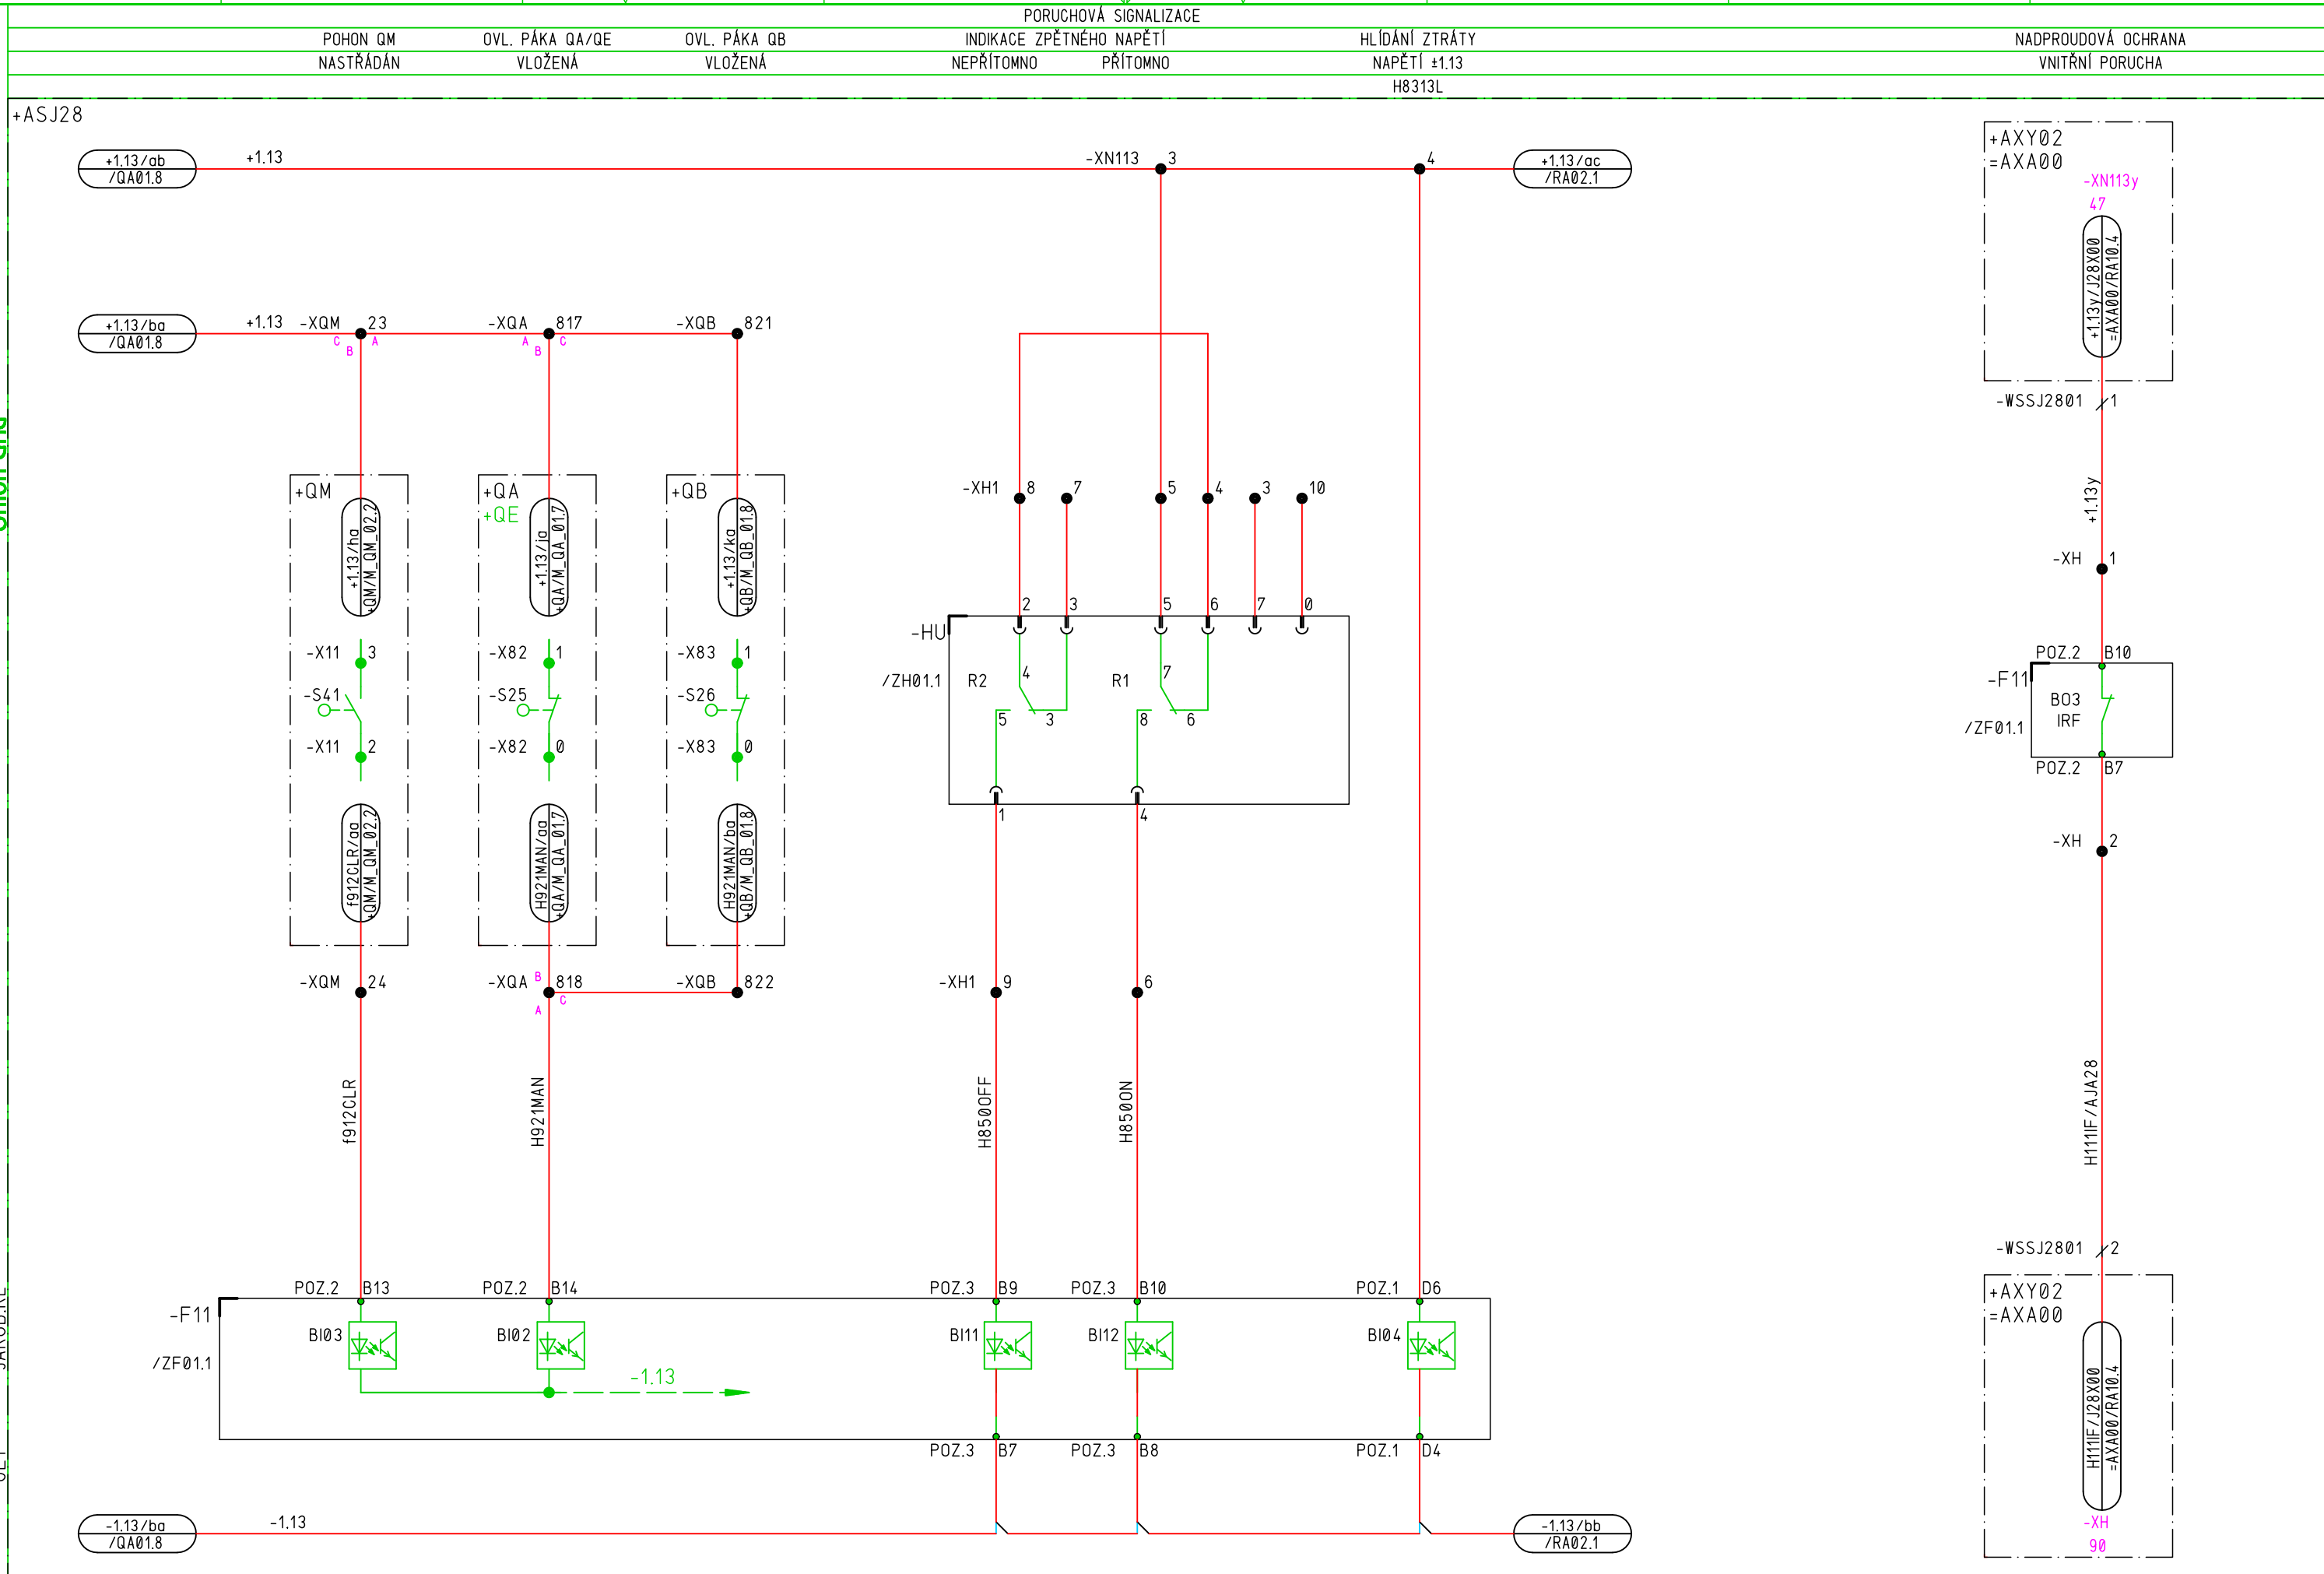 PORUCHOVÁ SIGNALIZACE
POHON QM OVL. PÁKA QA/QE OVL. PÁKA QB INDIKACE ZPĚTNÉHO NAPĚTÍ HLÍDÁNÍ ZTRÁTY NADPROUDOVÁ OCHRANA
NASTŘÁDÁN VLOŽENÁ VLOŽENÁ NEPŘÍTOMNO PŘÍTOMNO NAPĚTÍ ±1.13 VNITŘNÍ PORUCHA
H8313L
+ASJ28
+1.13/ab
/QA01.8
+1.13
-XN113 3
4
+1.13/ac
/RA02.1
+AXY02
=AXA00
-XN113y
47
+1.13y/J28X00
=AXA00/RA10.4
+1.13/ba
/QA01.8
+1.13
-XQM 23
C B A
-XQA 817
A B C
-XQB 821
-WSSJ2801 1
+1.13y
+QM
+1.13/ha
+QM/M_QM_02.2
+QA
+QE
+1.13/ja
+QA/M_QA_01.7
+QB
+1.13/ka
+QB/M_QB_01.8
-XH1 8 7 5 4 3 10
-XH 1
-HU
/ZH01.1
2 3 5 6 7 0
R2 4 5 3
R1 7 8 6
1 4
-X11 3
-S41
-X11 2
-X82 1
-S25
-X82 0
-X83 1
-S26
-X83 0
POZ.2 B10
-F11
/ZF01.1
BO3
IRF
POZ.2 B7
-XH 2
f912CLR/aa
+QM/M_QM_02.2
H921MAN/aa
+QA/M_QA_01.7
H921MAN/ba
+QB/M_QB_01.8
-XQM 24
-XQA 818
B C A
-XQB 822
-XH1 9
6
f912CLR
H921MAN
H850OFF
H850ON
H111IF/AJA28
-WSSJ2801 2
POZ.2 B13
POZ.2 B14
POZ.3 B9
POZ.3 B10
POZ.1 D6
-F11
/ZF01.1
BI03
BI02
BI11
BI12
BI04
-1.13
POZ.3 B7
POZ.3 B8
POZ.1 D4
+AXY02
=AXA00
H111IF/J28X00
=AXA00/RA10.4
-XH
90
-1.13/ba
/QA01.8
-1.13
-1.13/bb
/RA02.1